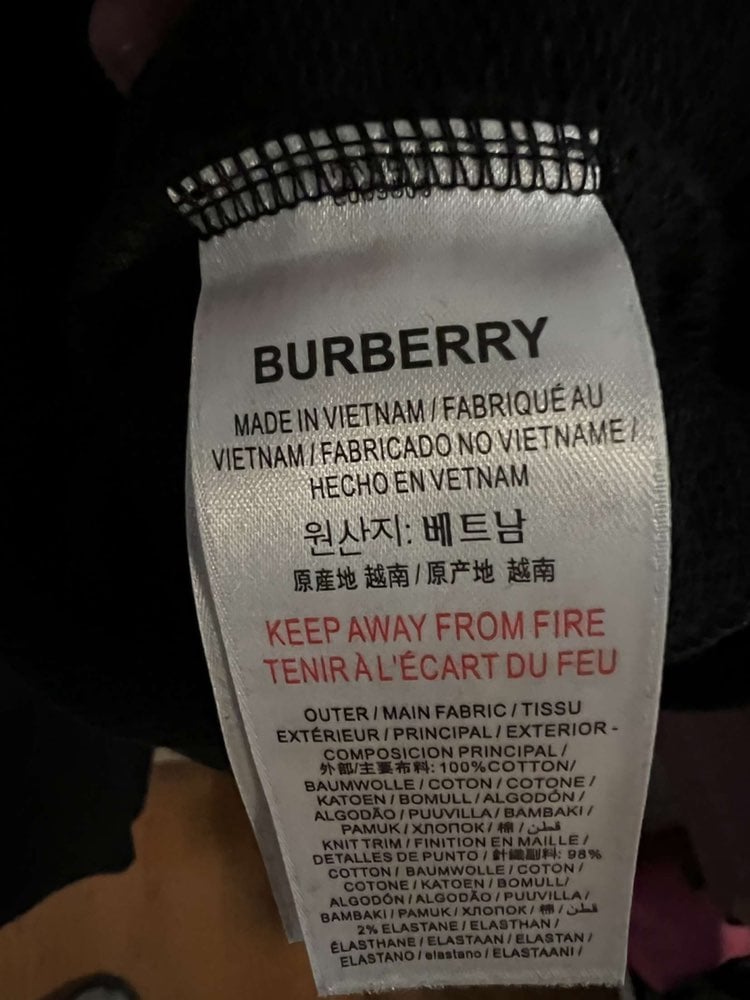 BURBERRY
MADE IN VIETNAM / FABRIQUÉ AU
VIETNAM / FABRICADO NO VIETNAME /
HECHO EN VETNAM
원산지: 베트남
原産地 越南 / 原产地 越南
KEEP AWAY FROM FIRE
TENIR À L'ÉCART DU FEU
OUTER / MAIN FABRIC / TISSU
EXTÉRIEUR / PRINCIPAL / EXTERIOR -
COMPOSICION PRINCIPAL /
外部/主要布料: 100%COTTON/
BAUMWOLLE / COTON / COTONE /
KATOEN / BOMULL / ALGODÓN /
ALGODÃO / PUUVILLA / BAMBAKI /
PAMUK / ХЛОПОК / 棉 / قطن /
KNIT TRIM / FINITION EN MAILLE /
DETALLES DE PUNTO / 針織副料: 98%
COTTON / BAUMWOLLE / COTON /
COTONE / KATOEN / BOMULL/
ALGODÓN / ALGODÃO / PUUVILLA /
BAMBAKI / PAMUK / ХЛОПОК / 棉 / قطن /
2% ELASTANE / ELASTHAN /
ÉLASTHANE / ELASTAAN / ELASTAN /
ELASTANO / elastano / ELASTAANI /